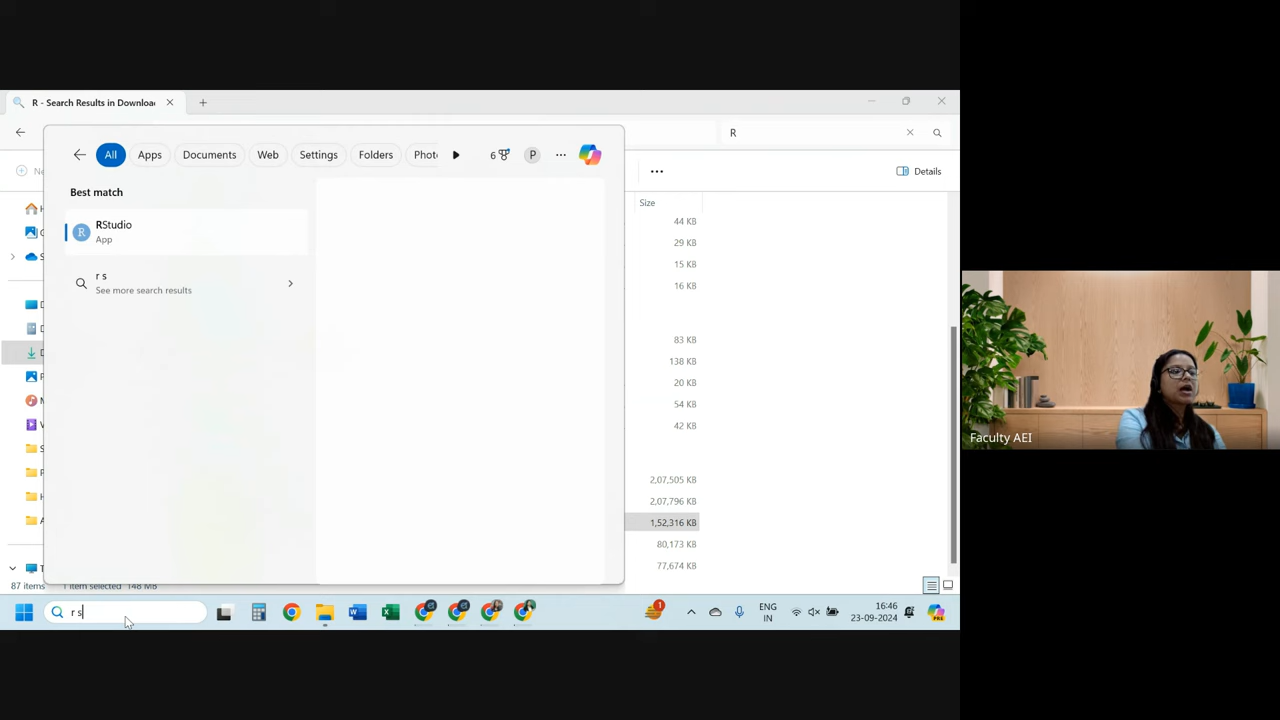 R - Search Results in Downloa
R
All
Apps
Documents
Web
Settings
Folders
Phot
6
P
Details
Best match
RStudio
App
r s
See more search results
Size
44 KB
29 KB
15 KB
16 KB
83 KB
138 KB
20 KB
54 KB
42 KB
2,07,505 KB
2,07,796 KB
1,52,316 KB
80,173 KB
77,674 KB
87 items
1 item selected
148 MB
r s
1
ENG
IN
16:46
23-09-2024
Faculty AEI